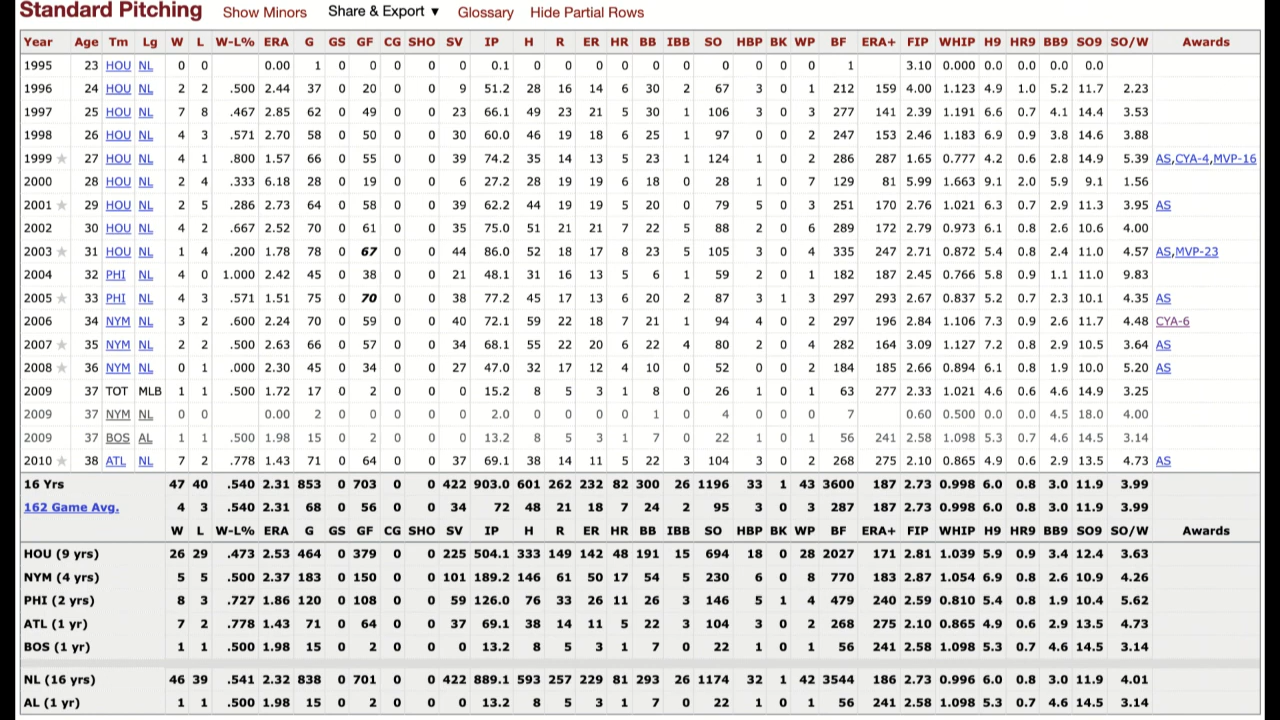 Standard Pitching Show Minors Share & Export ▼ Glossary Hide Partial Rows
Year Age Tm Lg W L W-L% ERA G GS GF CG SHO SV IP H R ER HR BB IBB SO HBP BK WP BF ERA+ FIP WHIP H9 HR9 BB9 SO9 SO/W Awards
1995 23 HOU NL 0 0 0.00 1 0 0 0 0 0 0.1 0 0 0 0 0 0 0 0 0 0 1 3.10 0.000 0.0 0.0 0.0 0.0
1996 24 HOU NL 2 2 .500 2.44 37 0 20 0 0 9 51.2 28 16 14 6 30 2 67 3 0 1 212 159 4.00 1.123 4.9 1.0 5.2 11.7 2.23
1997 25 HOU NL 7 8 .467 2.85 62 0 49 0 0 23 66.1 49 23 21 5 30 1 106 3 0 3 277 141 2.39 1.191 6.6 0.7 4.1 14.4 3.53
1998 26 HOU NL 4 3 .571 2.70 58 0 50 0 0 30 60.0 46 19 18 6 25 1 97 0 0 2 247 153 2.46 1.183 6.9 0.9 3.8 14.6 3.88
1999 ★ 27 HOU NL 4 1 .800 1.57 66 0 55 0 0 39 74.2 35 14 13 5 23 1 124 1 0 2 286 287 1.65 0.777 4.2 0.6 2.8 14.9 5.39 AS,CYA-4,MVP-16
2000 28 HOU NL 2 4 .333 6.18 28 0 19 0 0 6 27.2 28 19 19 6 18 0 28 1 0 7 129 81 5.99 1.663 9.1 2.0 5.9 9.1 1.56
2001 ★ 29 HOU NL 2 5 .286 2.73 64 0 58 0 0 39 62.2 44 19 19 5 20 0 79 5 0 3 251 170 2.76 1.021 6.3 0.7 2.9 11.3 3.95 AS
2002 30 HOU NL 4 2 .667 2.52 70 0 61 0 0 35 75.0 51 21 21 7 22 5 88 2 0 6 289 172 2.79 0.973 6.1 0.8 2.6 10.6 4.00
2003 ★ 31 HOU NL 1 4 .200 1.78 78 0 67 0 0 44 86.0 52 18 17 8 23 5 105 3 0 4 335 247 2.71 0.872 5.4 0.8 2.4 11.0 4.57 AS,MVP-23
2004 32 PHI NL 4 0 1.000 2.42 45 0 38 0 0 21 48.1 31 16 13 5 6 1 59 2 0 1 182 187 2.45 0.766 5.8 0.9 1.1 11.0 9.83
2005 ★ 33 PHI NL 4 3 .571 1.51 75 0 70 0 0 38 77.2 45 17 13 6 20 2 87 3 1 3 297 293 2.67 0.837 5.2 0.7 2.3 10.1 4.35 AS
2006 34 NYM NL 3 2 .600 2.24 70 0 59 0 0 40 72.1 59 22 18 7 21 1 94 4 0 2 297 196 2.84 1.106 7.3 0.9 2.6 11.7 4.48 CYA-6
2007 ★ 35 NYM NL 2 2 .500 2.63 66 0 57 0 0 34 68.1 55 22 20 6 22 4 80 2 0 4 282 164 3.09 1.127 7.2 0.8 2.9 10.5 3.64 AS
2008 ★ 36 NYM NL 0 1 .000 2.30 45 0 34 0 0 27 47.0 32 17 12 4 10 0 52 0 0 2 184 185 2.66 0.894 6.1 0.8 1.9 10.0 5.20 AS
2009 37 TOT MLB 1 1 .500 1.72 17 0 2 0 0 0 15.2 8 5 3 1 8 0 26 1 0 1 63 277 2.33 1.021 4.6 0.6 4.6 14.9 3.25
2009 37 NYM NL 0 0 0.00 2 0 0 0 0 0 2.0 0 0 0 0 1 0 4 0 0 0 7 0.60 0.500 0.0 0.0 4.5 18.0 4.00
2009 37 BOS AL 1 1 .500 1.98 15 0 2 0 0 0 13.2 8 5 3 1 7 0 22 1 0 1 56 241 2.58 1.098 5.3 0.7 4.6 14.5 3.14
2010 ★ 38 ATL NL 7 2 .778 1.43 71 0 64 0 0 37 69.1 38 14 11 5 22 3 104 3 0 2 268 275 2.10 0.865 4.9 0.6 2.9 13.5 4.73 AS
16 Yrs 47 40 .540 2.31 853 0 703 0 0 422 903.0 601 262 232 82 300 26 1196 33 1 43 3600 187 2.73 0.998 6.0 0.8 3.0 11.9 3.99
162 Game Avg. 4 3 .540 2.31 68 0 56 0 0 34 72 48 21 18 7 24 2 95 3 0 3 287 187 2.73 0.998 6.0 0.8 3.0 11.9 3.99
W L W-L% ERA G GS GF CG SHO SV IP H R ER HR BB IBB SO HBP BK WP BF ERA+ FIP WHIP H9 HR9 BB9 SO9 SO/W Awards
HOU (9 yrs) 26 29 .473 2.53 464 0 379 0 0 225 504.1 333 149 142 48 191 15 694 18 0 28 2027 171 2.81 1.039 5.9 0.9 3.4 12.4 3.63
NYM (4 yrs) 5 5 .500 2.37 183 0 150 0 0 101 189.2 146 61 50 17 54 5 230 6 0 8 770 183 2.87 1.054 6.9 0.8 2.6 10.9 4.26
PHI (2 yrs) 8 3 .727 1.86 120 0 108 0 0 59 126.0 76 33 26 11 26 3 146 5 1 4 479 240 2.59 0.810 5.4 0.8 1.9 10.4 5.62
ATL (1 yr) 7 2 .778 1.43 71 0 64 0 0 37 69.1 38 14 11 5 22 3 104 3 0 2 268 275 2.10 0.865 4.9 0.6 2.9 13.5 4.73
BOS (1 yr) 1 1 .500 1.98 15 0 2 0 0 0 13.2 8 5 3 1 7 0 22 1 0 1 56 241 2.58 1.098 5.3 0.7 4.6 14.5 3.14
NL (16 yrs) 46 39 .541 2.32 838 0 701 0 0 422 889.1 593 257 229 81 293 26 1174 32 1 42 3544 186 2.73 0.996 6.0 0.8 3.0 11.9 4.01
AL (1 yr) 1 1 .500 1.98 15 0 2 0 0 0 13.2 8 5 3 1 7 0 22 1 0 1 56 241 2.58 1.098 5.3 0.7 4.6 14.5 3.14